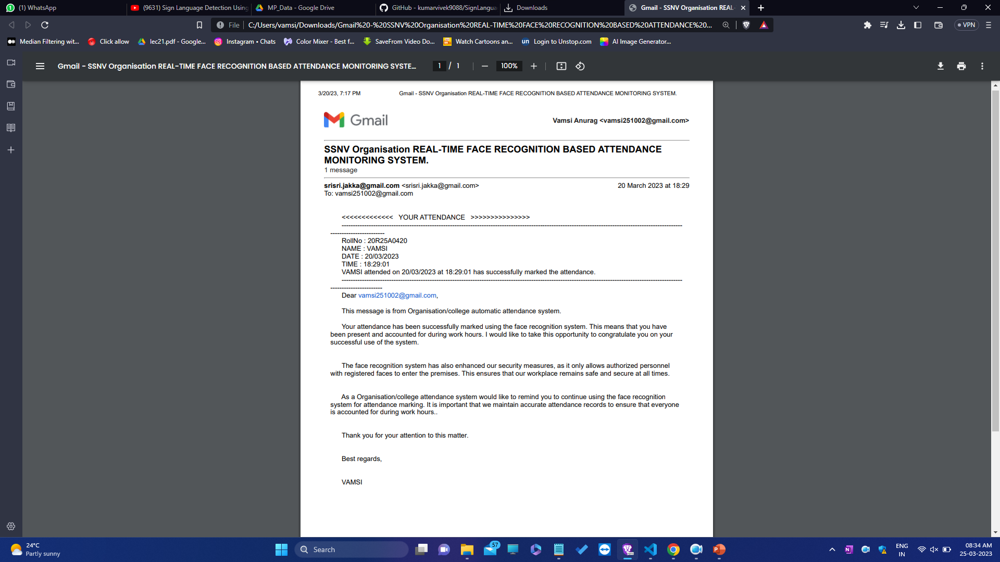 (1) WhatsApp
(9631) Sign Language Detection Using
MP_Data - Google Drive
GitHub - kumarvivek9088/SignLangua
Downloads
Gmail - SSNV Organisation REAL-
File
C:/Users/vamsi/Downloads/Gmail%20-%20SSNV%20Organisation%20REAL-TIME%20FACE%20RECOGNITION%20BASED%20ATTENDANCE%20...
VPN
Median Filtering wit...
Click allow
lec21.pdf - Google...
Instagram • Chats
Color Mixer - Best f...
SaveFrom Video Do...
Watch Cartoons an...
un Login to Unstop.com
AI Image Generator...
Gmail - SSNV Organisation REAL-TIME FACE RECOGNITION BASED ATTENDANCE MONITORING SYSTE...
1 / 1
100%
3/20/23, 7:17 PM
Gmail - SSNV Organisation REAL-TIME FACE RECOGNITION BASED ATTENDANCE MONITORING SYSTEM.
Gmail
Vamsi Anurag <vamsi251002@gmail.com>
SSNV Organisation REAL-TIME FACE RECOGNITION BASED ATTENDANCE
MONITORING SYSTEM.
1 message
srisri.jakka@gmail.com <srisri.jakka@gmail.com>
20 March 2023 at 18:29
To: vamsi251002@gmail.com
<<<<<<<<<<<<< YOUR ATTENDANCE >>>>>>>>>>>>>>>
RollNo : 20R25A0420
NAME : VAMSI
DATE : 20/03/2023
TIME : 18:29:01
VAMSI attended on 20/03/2023 at 18:29:01 has successfully marked the attendance.
Dear vamsi251002@gmail.com,
This message is from Organisation/college automatic attendance system.
Your attendance has been successfully marked using the face recognition system. This means that you have
been present and accounted for during work hours. I would like to take this opportunity to congratulate you on your
successful use of the system.
The face recognition system has also enhanced our security measures, as it only allows authorized personnel
with registered faces to enter the premises. This ensures that our workplace remains safe and secure at all times.
As a Organisation/college attendance system would like to remind you to continue using the face recognition
system for attendance marking. It is important that we maintain accurate attendance records to ensure that everyone
is accounted for during work hours..
Thank you for your attention to this matter.
Best regards,
VAMSI
24°C
Partly sunny
Search
57
ENG
IN
08:34 AM
25-03-2023